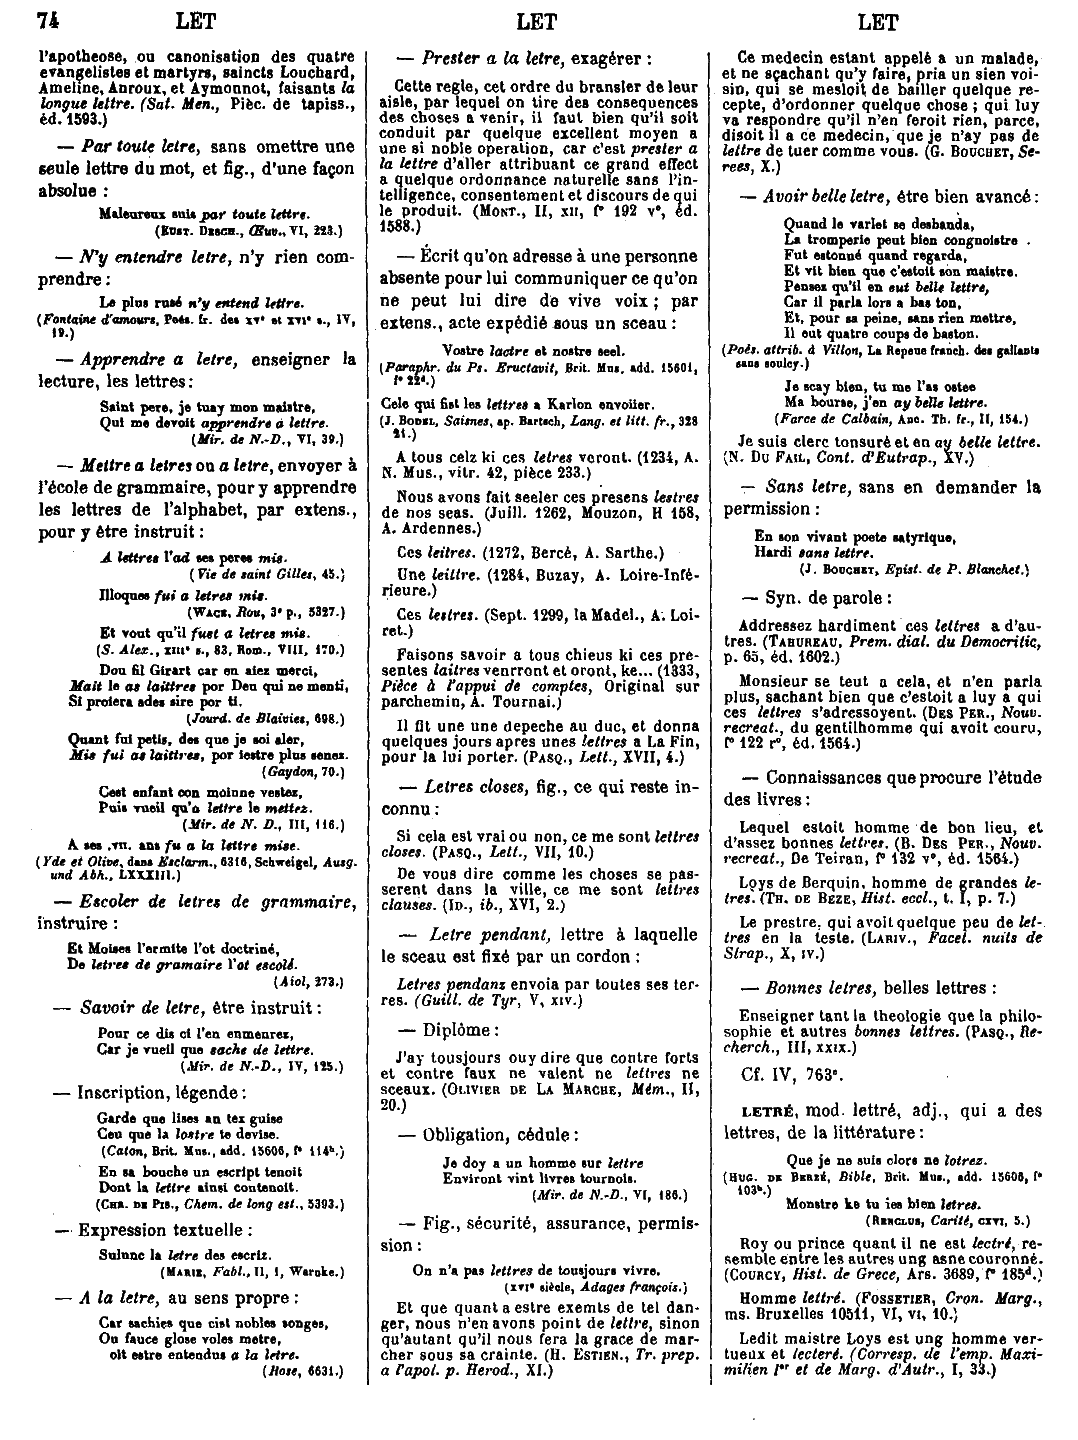 74 LET LET LET
l'apotheose, ou canonisation des quatre
evangelistes et martyrs, saincts Louchard,
Ameline, Anroux, et Aymonnot, faisants la
longue lettre. (Sat. Men., Pièc. de tapiss.,
éd. 1593.)
— Par toute letre, sans omettre une
seule lettre du mot, et fig., d'une façon
absolue :
Maleureux suis par toute lettre.
(EUST. DESCH., Œuv., VI, 223.)
— N'y entendre letre, n'y rien com-
prendre :
Le plus rusé n'y entend lettre.
(Fontaine d'amours, Poés. fr. des XVe et XVIe s., IV,
19.)
— Apprendre a letre, enseigner la
lecture, les lettres :
Saint pere, je tuay mon maistre,
Qui me devoit apprendre a lettre.
(Mir. de N.-D., VI, 39.)
— Mettre a letres ou a letre, envoyer à
l'école de grammaire, pour y apprendre
les lettres de l'alphabet, par extens.,
pour y être instruit :
A lettres l'ad ses peres mis.
(Vie de saint Gilles, 45.)
Illoques fui a letres mis.
(WACE, Rou, 3e p., 5327.)
Et vout qu'il fust a letres mis.
(S. Alex., XIIIe s., 83, Rom., VIII, 170.)
Dou fil Girart car en aiez merci,
Mait le as laittres por Deu qui ne menti,
Si proiera ades sire por ti.
(Jourd. de Blaivies, 698.)
Quant fui petis, des que je soi aler,
Mis fui as laittres, por iestre plus senez.
(Gaydon, 70.)
Cest enfant con moinne vestez,
Puis vueil qu'a lettre le mettez.
(Mir. de N. D., III, 116.)
A ses .VII. ans fu a la lettre mise.
(Yde et Olive, dans Esclarm., 6316, Schweigel, Ausg.
und Abh., LXXXIII.)
— Escoler de letres de grammaire,
instruire :
Et Moises l'ermite l'ot doctriné,
De letres de gramaire l'ot escolé.
(Aiol, 273.)
— Savoir de letre, être instruit :
Pour ce dis ci l'en enmenrez,
Car je vueil que sache de lettre.
(Mir. de N.-D., IV, 125.)
— Inscription, légende :
Garde que lises an tex guise
Ceu que la lostre te devise.
(Caton, Brit. Mus., add. 15606, f° 114b.)
En sa bouche un escript tenoit
Dont la lettre ainsi contenoit.
(CHR. DE PIS., Chem. de long est., 5393.)
— Expression textuelle :
Suinne la letre des escriz.
(MARIE, Fabl., II, 1, Warnke.)
— A la letre, au sens propre :
Car sachies que cist nobles songes,
Ou fauce glose voles metre,
oit estre entendus a la letre.
(Rose, 6631.)
— Prester a la letre, exagérer :
Cette regle, cet ordre du bransler de leur
aisle, par lequel on tire des consequences
des choses a venir, il faut bien qu'il soit
conduit par quelque excellent moyen a
une si noble operation, car c'est prester a
la lettre d'aller attribuant ce grand effect
a quelque ordonnance naturelle sans l'in-
telligence, consentement et discours de qui
le produit. (MONT., II, XII, f° 192 v°, éd.
1588.)
— Écrit qu'on adresse à une personne
absente pour lui communiquer ce qu'on
ne peut lui dire de vive voix ; par
extens., acte expédié sous un sceau :
Vostre lactre et nostre seel.
(Paraphr. du Ps. Eructavit, Brit. Mus. add. 15601,
f° 22d.)
Cele qui fist les lettres a Karlon envoiier.
(J. BODEL, Saisnes, ap. Bartsch, Lang. et litt. fr., 328
21.)
A tous celz ki ces letres veront. (1234, A.
N. Mus., vitr. 42, pièce 233.)
Nous avons fait seeler ces presens lestres
de nos seas. (Juill. 1262, Mouzon, H 158,
A. Ardennes.)
Ces leitres. (1272, Bercé, A. Sarthe.)
Une leittre. (1284, Buzay, A. Loire-Infé-
rieure.)
Ces lestres. (Sept. 1299, la Madel., A. Loi-
ret.)
Faisons savoir a tous chieus ki ces pre-
sentes laitres venrront et oront, ke... (1333,
Pièce à l'appui de comptes, Original sur
parchemin, A. Tournai.)
Il fit une une depeche au duc, et donna
quelques jours apres unes lettres a La Fin,
pour la lui porter. (PASQ., Lett., XVII, 4.)
— Letres closes, fig., ce qui reste in-
connu :
Si cela est vrai ou non, ce me sont lettres
closes. (PASQ., Lett., VII, 10.)
De vous dire comme les choses se pas-
serent dans la ville, ce me sont lettres
clauses. (ID., ib., XVI, 2.)
— Letre pendant, lettre à laquelle
le sceau est fixé par un cordon :
Letres pendanz envoia par toutes ses ter-
res. (Guill. de Tyr, V, XIV.)
— Diplôme :
J'ay tousjours ouy dire que contre forts
et contre faux ne valent ne lettres ne
sceaux. (OLIVIER DE LA MARCHE, Mém., II,
20.)
— Obligation, cédule :
Je doy a un homme sur lettre
Environt vint livres tournois.
(Mir. de N.-D., VI, 186.)
— Fig., sécurité, assurance, permis-
sion :
On n'a pas lettres de tousjours vivre.
(XVIe siècle, Adages françois.)
Et que quant a estre exemts de tel dan-
ger, nous n'en avons point de lettre, sinon
qu'autant qu'il nous fera la grace de mar-
cher sous sa crainte. (H. ESTIEN., Tr. prep.
a l'apol. p. Herod., XI.)
Ce medecin estant appelé a un malade,
et ne sçachant qu'y faire, pria un sien voi-
sin, qui se mesloit de bailler quelque re-
cepte, d'ordonner quelque chose ; qui luy
va respondre qu'il n'en feroit rien, parce,
disoit il a ce medecin, que je n'ay pas de
lettre de tuer comme vous. (G. BOUCHET, Se-
rees, X.)
— Avoir belle letre, être bien avancé :
Quand le varlet se desbanda,
La tromperie peut bien congnoistre .
Fut estonné quand regarda,
Et vit bien que c'estoit son maistre.
Pensez qu'il en eut belle lettre,
Car il parla lors a bas ton,
Et, pour sa peine, sans rien mettre,
Il eut quatre coups de baston.
(Poés. attrib. à Villon, La Repeue franch. des gallants
sans soulcy.)
Je scay bien, tu me l'as ostee
Ma bourse, j'en ay belle lettre.
(Farce de Calbain, Anc. Th. fr., II, 154.)
Je suis clerc tonsuré et en ay belle lettre.
(N. DU FAIL, Cont. d'Eutrap., XV.)
— Sans letre, sans en demander la
permission :
En son vivant poete satyrique,
Hardi sans lettre.
(J. BOUCHET, Epist. de P. Blanchet.)
— Syn. de parole :
Addressez hardiment ces lettres a d'au-
tres. (TAHUREAU, Prem. dial. du Democritic,
p. 65, éd. 1602.)
Monsieur se teut a cela, et n'en parla
plus, sachant bien que c'estoit a luy a qui
ces lettres s'adressoyent. (DES PER., Nouv.
recreat., du gentilhomme qui avoit couru,
f° 122 r°, éd. 1564.)
— Connaissances que procure l'étude
des livres :
Lequel estoit homme de bon lieu, et
d'assez bonnes lettres. (B. DES PER., Nouv.
recreat., De Teiran, f° 132 v°, éd. 1564.)
Loys de Berquin, homme de grandes le-
tres. (TH. DE BEZE, Hist. eccl., t. I, p. 7.)
Le prestre, qui avoit quelque peu de let-
tres en la teste. (LARIV., Facet. nuits de
Strap., X, IV.)
— Bonnes letres, belles lettres :
Enseigner tant la theologie que la philo-
sophie et autres bonnes lettres. (PASQ., Re-
cherch., III, XXIX.)
Cf. IV, 763c.
LETRÉ, mod. lettré, adj., qui a des
lettres, de la littérature :
Que je ne suis clers ne lotrez.
(HUG. DE BERZÉ, Bible, Brit. Mus., add. 15606, f°
103b.)
Monstre ke tu ies bien letres.
(RENCLUS, Carité, CXVI, 5.)
Roy ou prince quant il ne est lectré, re-
semble entre les autres ung asne couronné.
(COURCY, Hist. de Grece, Ars. 3689, f° 185d.)
Homme lettré. (FOSSETIER, Cron. Marg.,
ms. Bruxelles 10511, VI, VI, 10.)
Ledit maistre Loys est ung homme ver-
tueux et lecteré. (Corresp. de l'emp. Maxi-
milien Ier et de Marg. d'Autr., I, 33.)